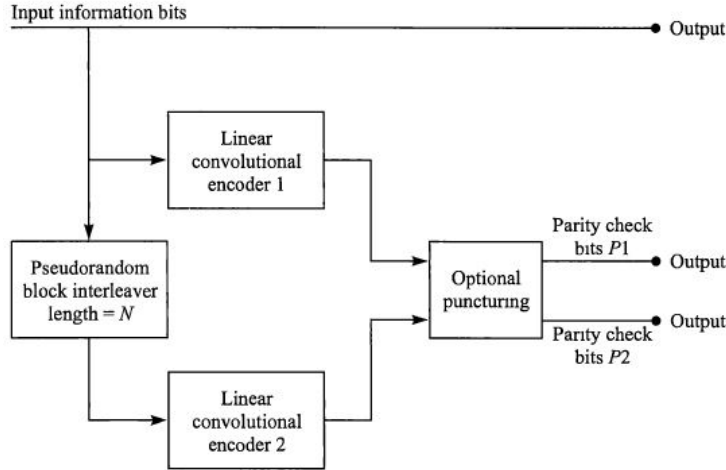 Input information bits
Output
Linear
convolutional
encoder 1
Pseudorandom
block interleaver
length = N
Optional
puncturing
Parity check
bits P1
Output
Output
Parity check
bits P2
Linear
convolutional
encoder 2